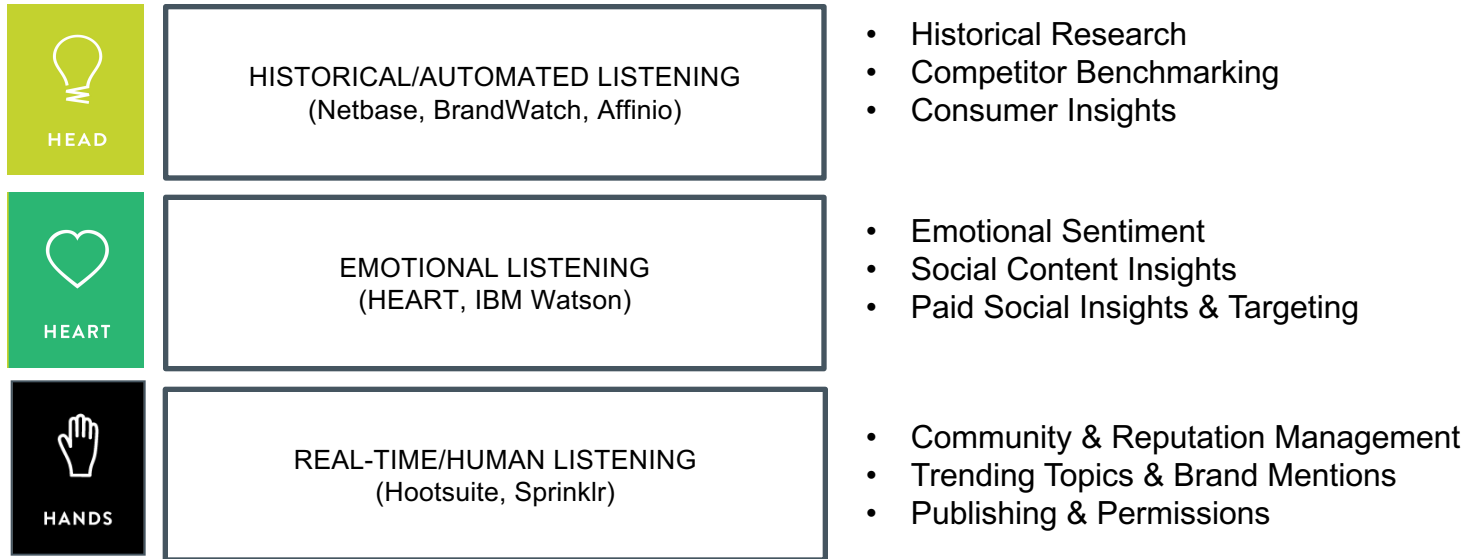 HEAD
HISTORICAL/AUTOMATED LISTENING
(Netbase, BrandWatch, Affinio)
• Historical Research
• Competitor Benchmarking
• Consumer Insights
HEART
EMOTIONAL LISTENING
(HEART, IBM Watson)
• Emotional Sentiment
• Social Content Insights
• Paid Social Insights & Targeting
HANDS
REAL-TIME/HUMAN LISTENING
(Hootsuite, Sprinklr)
• Community & Reputation Management
• Trending Topics & Brand Mentions
• Publishing & Permissions